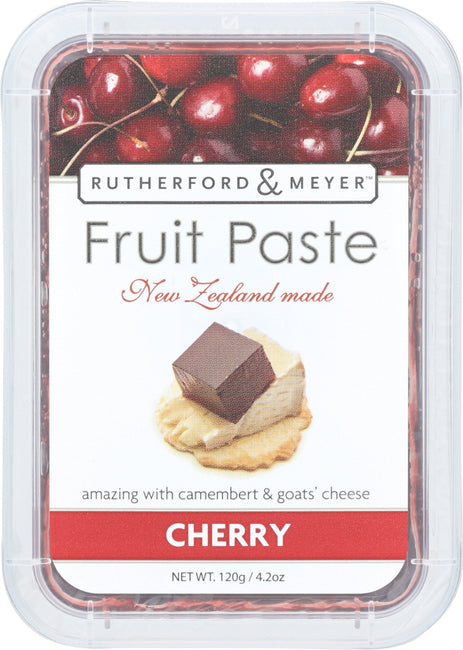 RUTHERFORD & MEYER™
Fruit Paste
New Zealand made
amazing with camembert & goats' cheese
CHERRY
NET WT. 120g / 4.2oz